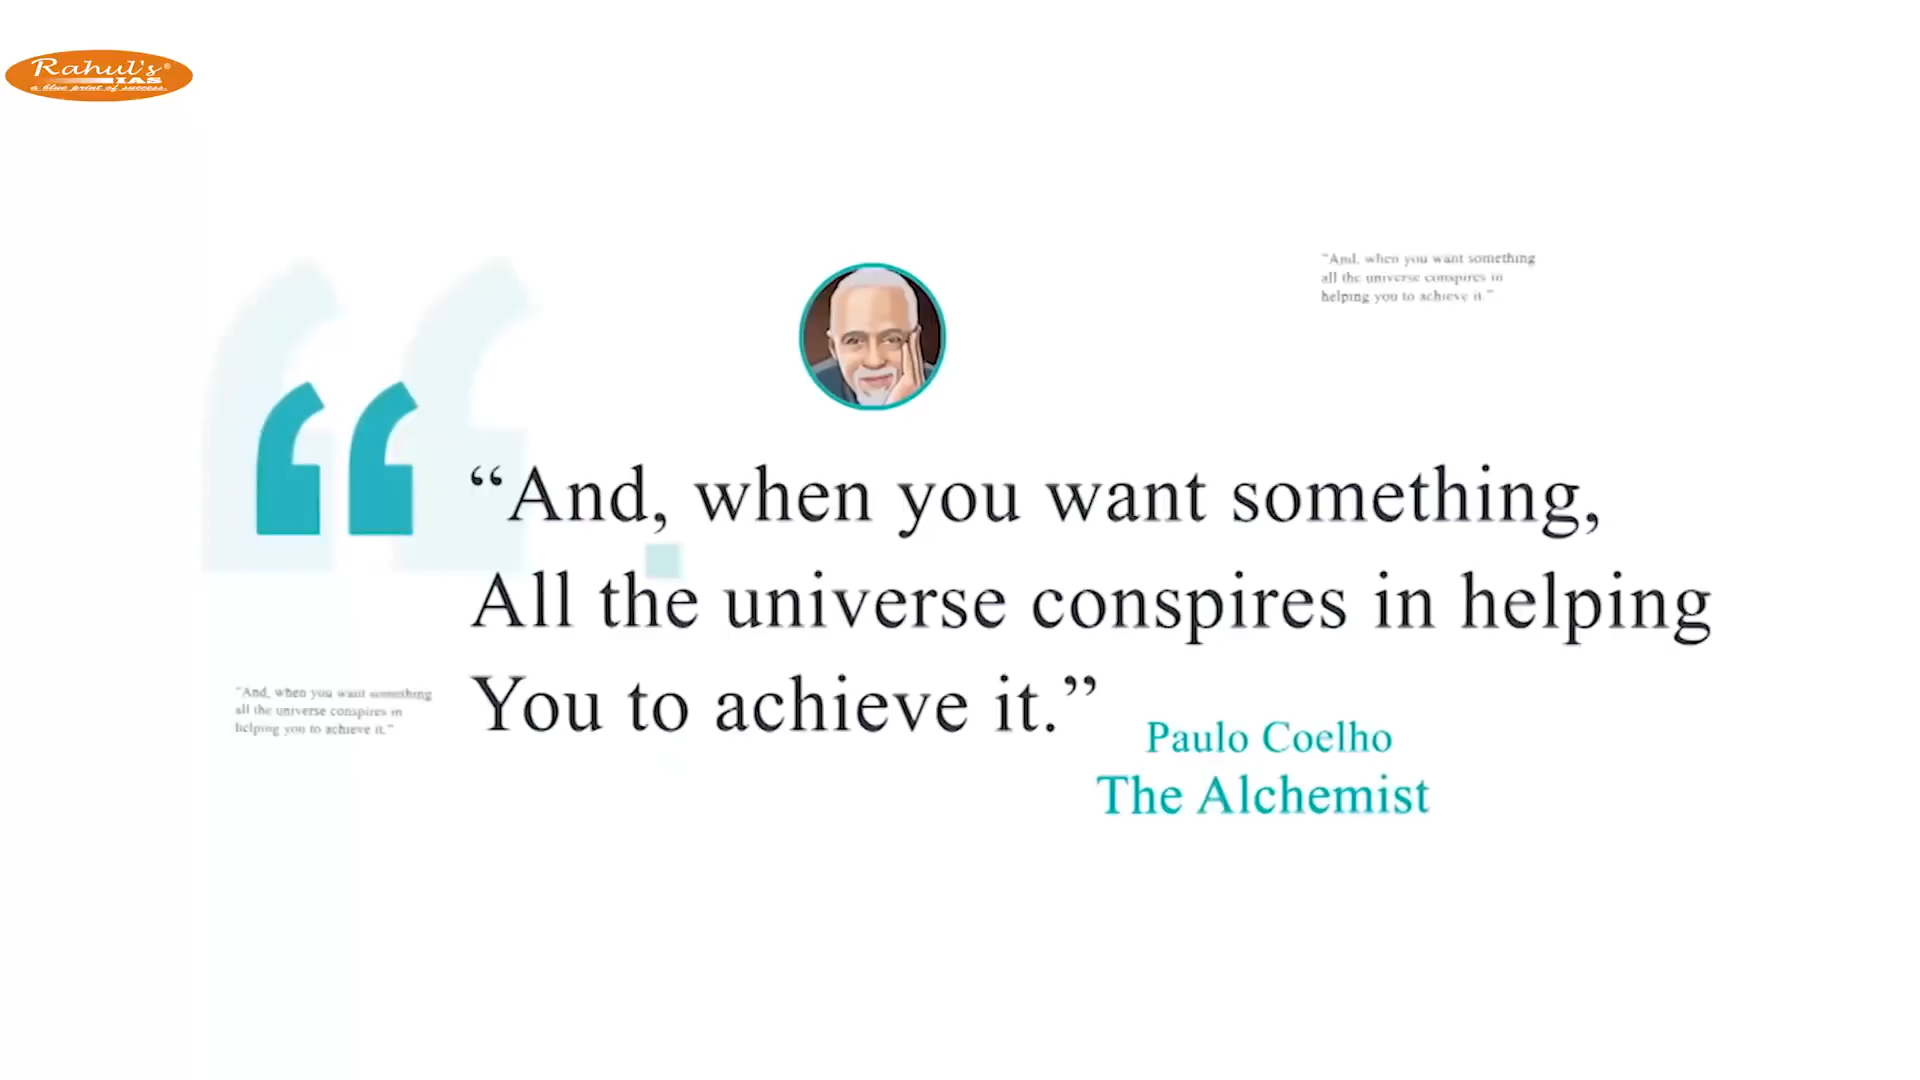 Rahul's®
IAS
a blue print of success.
"And, when you want something
all the universe conspires in
helping you to achieve it."
“And, when you want something,
All the universe conspires in helping
You to achieve it.”
"And, when you want something
all the universe conspires in
helping you to achieve it."
Paulo Coelho
The Alchemist